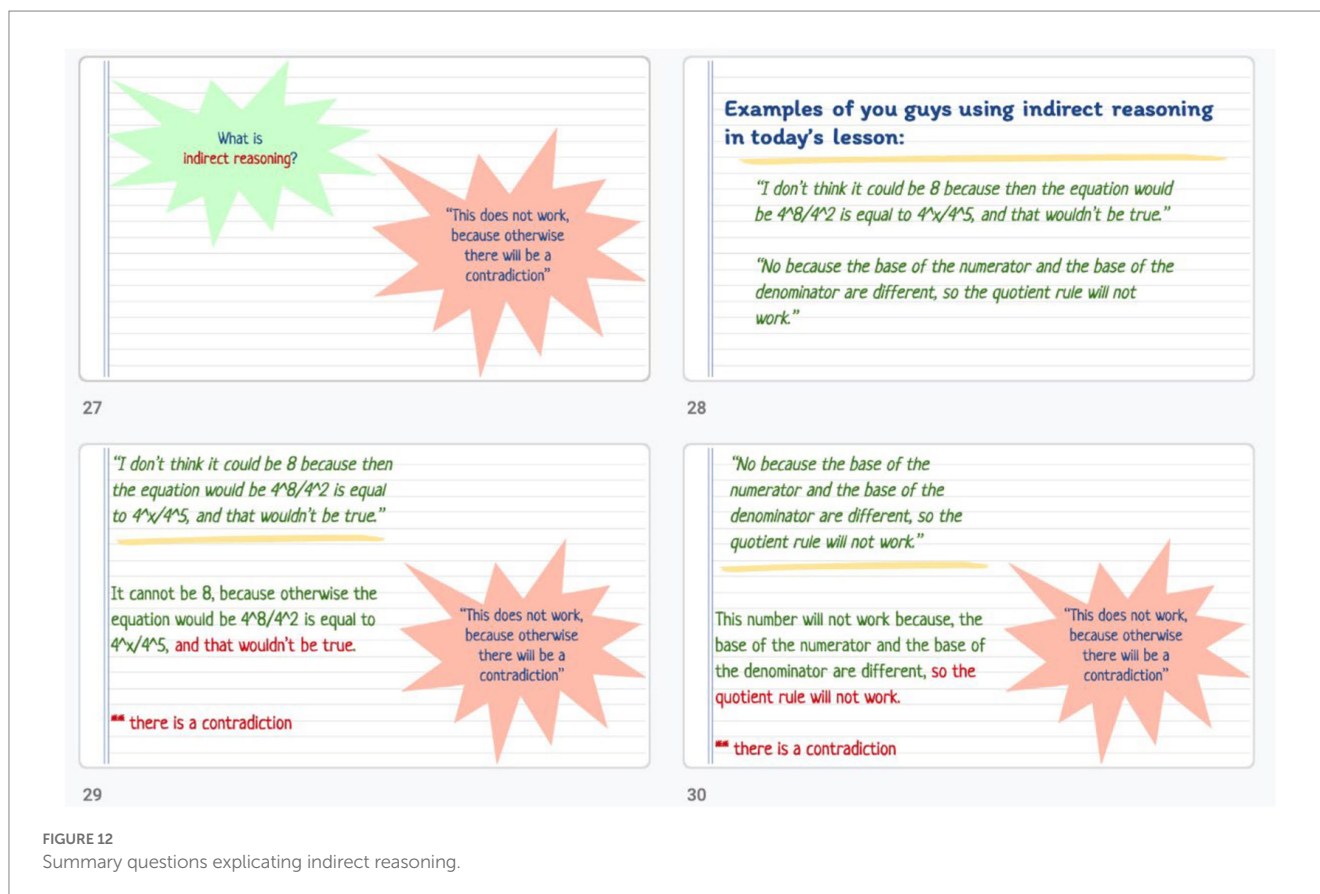 What is
indirect reasoning?
"This does not work,
because otherwise
there will be a
contradiction"
27
Examples of you guys using indirect reasoning
in today's lesson:
"I don't think it could be 8 because then the equation would
be 4^8/4^2 is equal to 4^x/4^5, and that wouldn't be true."
"No because the base of the numerator and the base of the
denominator are different, so the quotient rule will not
work."
28
"I don't think it could be 8 because then
the equation would be 4^8/4^2 is equal
to 4^x/4^5, and that wouldn't be true."
It cannot be 8, because otherwise the
equation would be 4^8/4^2 is equal to
4^x/4^5, and that wouldn't be true.
❝ there is a contradiction
"This does not work,
because otherwise
there will be a
contradiction"
29
"No because the base of the
numerator and the base of the
denominator are different, so the
quotient rule will not work."
This number will not work because, the
base of the numerator and the base of
the denominator are different, so the
quotient rule will not work.
❝ there is a contradiction
"This does not work,
because otherwise
there will be a
contradiction"
30
FIGURE 12
Summary questions explicating indirect reasoning.